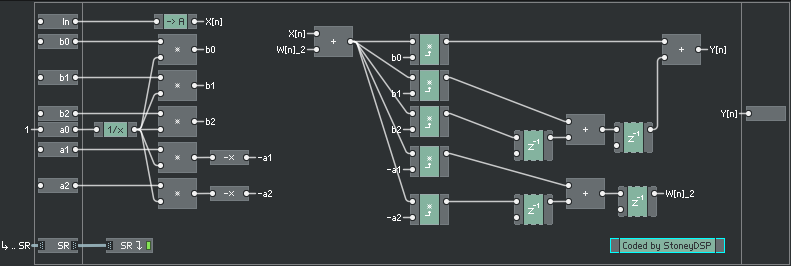 In
-> A
X[n]
b0
*
b0
b1
*
b1
b2
*
b2
1
a0
1/x
a1
*
-x
-a1
a2
*
-x
-a2
.. SR
SR
SR
X[n]
W[n]_2
+
b0
*
b1
*
b2
*
-a1
*
-a2
*
z⁻¹
+
z⁻¹
z⁻¹
+
z⁻¹
W[n]_2
+
Y[n]
Y[n]
Coded by StoneyDSP